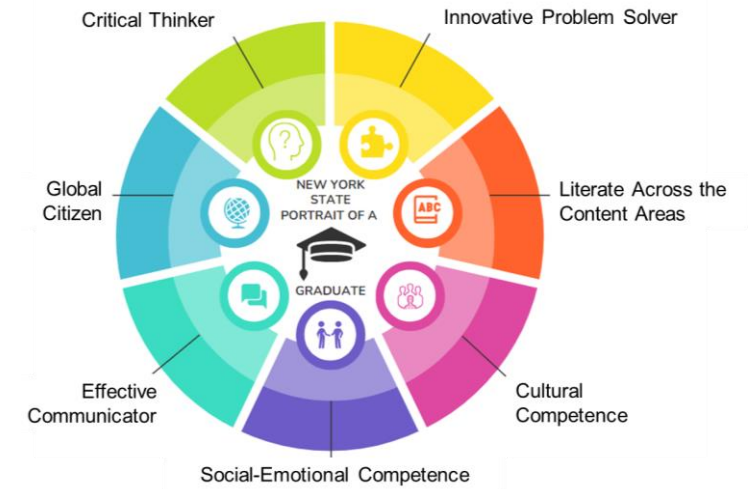 Critical Thinker
Innovative Problem Solver
?
NEW YORK
STATE
PORTRAIT OF A
GRADUATE
ABC
Global
Citizen
Literate Across the
Content Areas
Effective
Communicator
Cultural
Competence
Social-Emotional Competence